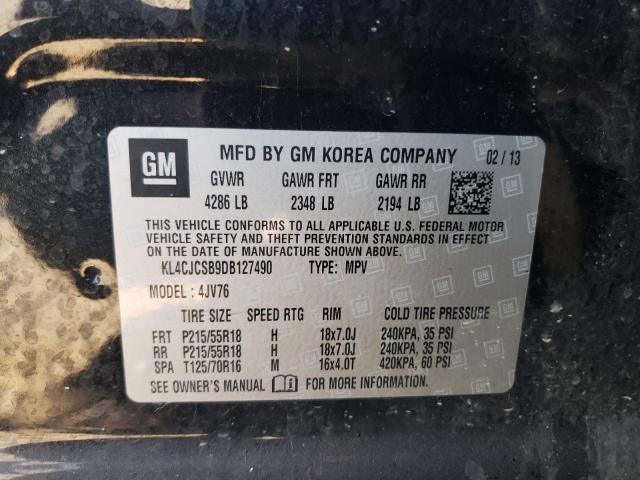 GM MFD BY GM KOREA COMPANY 02 / 13
GVWR GAWR FRT GAWR RR
4286 LB 2348 LB 2194 LB
THIS VEHICLE CONFORMS TO ALL APPLICABLE U.S. FEDERAL MOTOR
VEHICLE SAFETY AND THEFT PREVENTION STANDARDS IN EFFECT
ON THE DATE OF MANUFACTURE SHOWN ABOVE.
KL4CJCSB9DB127490 TYPE: MPV
MODEL : 4JV76
TIRE SIZE SPEED RTG RIM COLD TIRE PRESSURE
FRT P215/55R18 H 18x7.0J 240KPA, 35 PSI
RR P215/55R18 H 18x7.0J 240KPA, 35 PSI
SPA T125/70R16 M 16x4.0T 420KPA, 60 PSI
SEE OWNER'S MANUAL